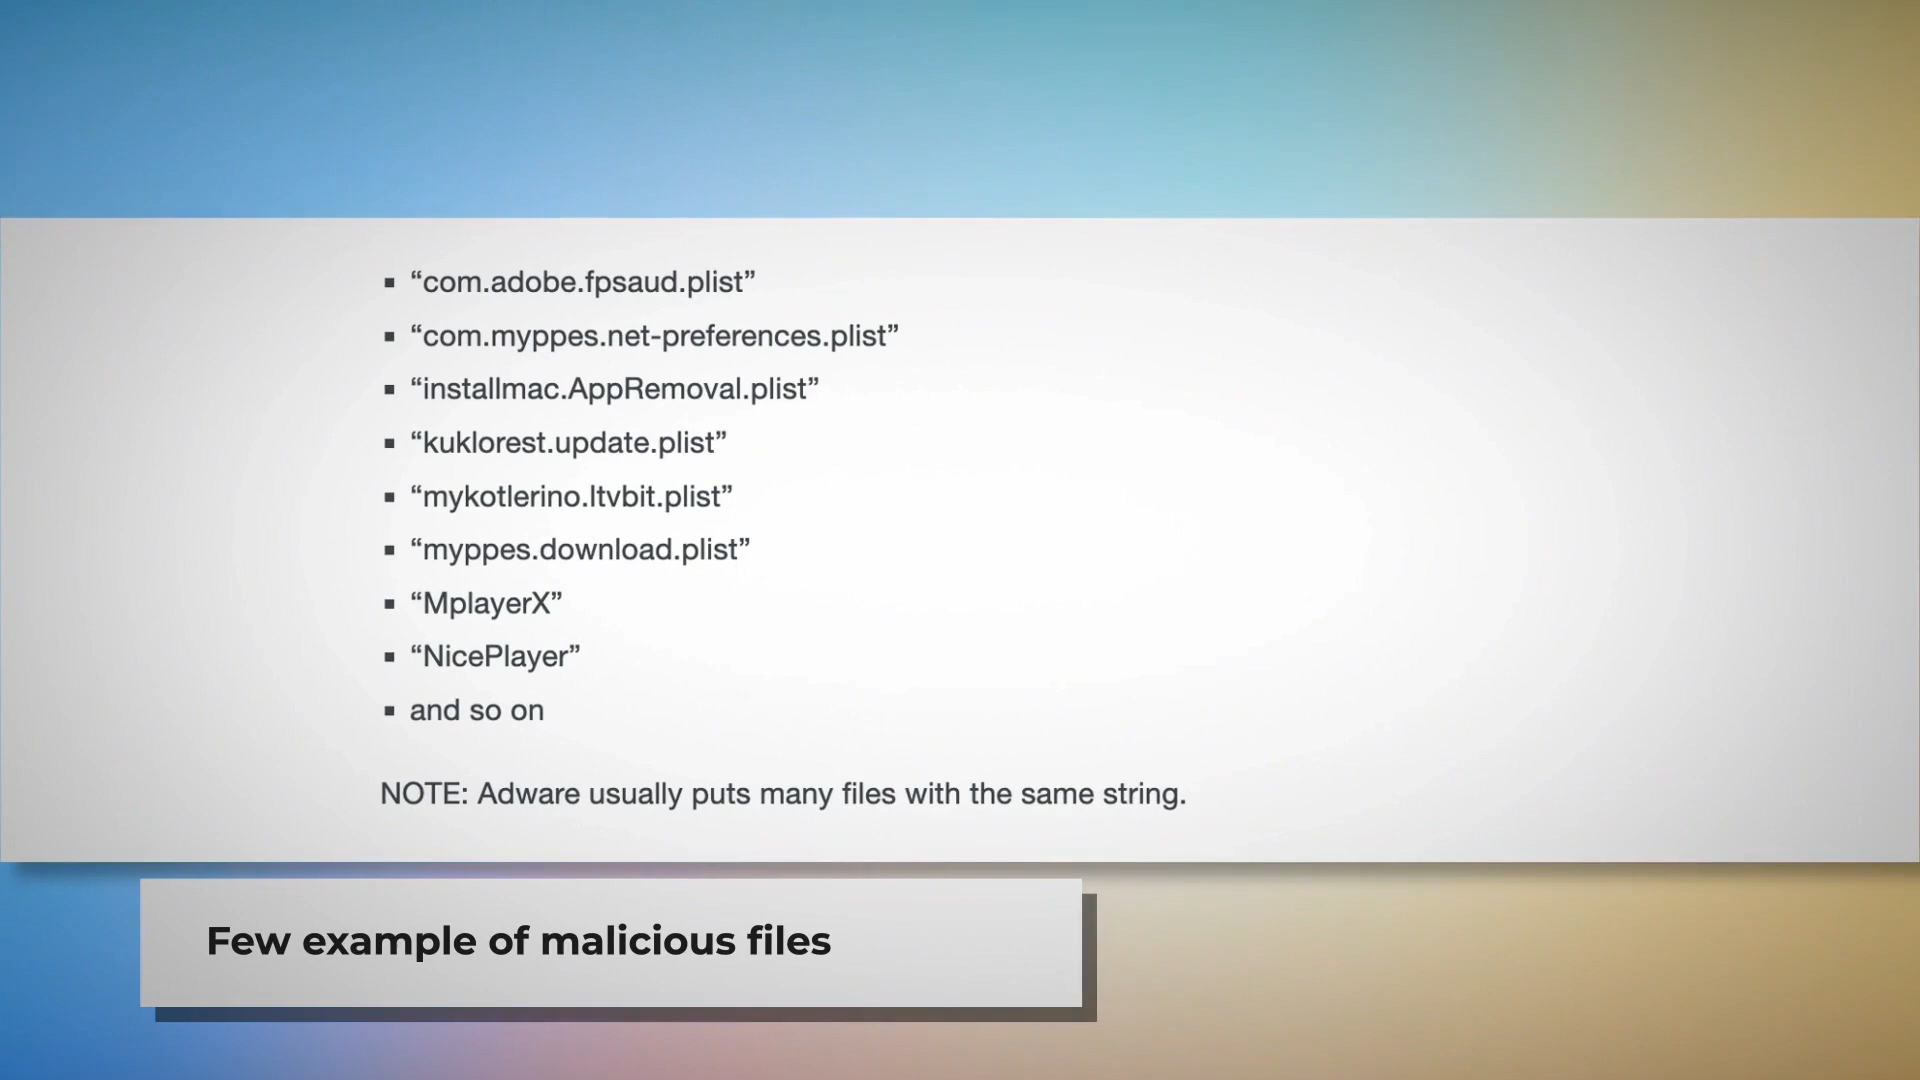 ▪ “com.adobe.fpsaud.plist”
▪ “com.myppes.net-preferences.plist”
▪ “installmac.AppRemoval.plist”
▪ “kuklorest.update.plist”
▪ “mykotlerino.ltvbit.plist”
▪ “myppes.download.plist”
▪ “MplayerX”
▪ “NicePlayer”
▪ and so on
NOTE: Adware usually puts many files with the same string.
Few example of malicious files